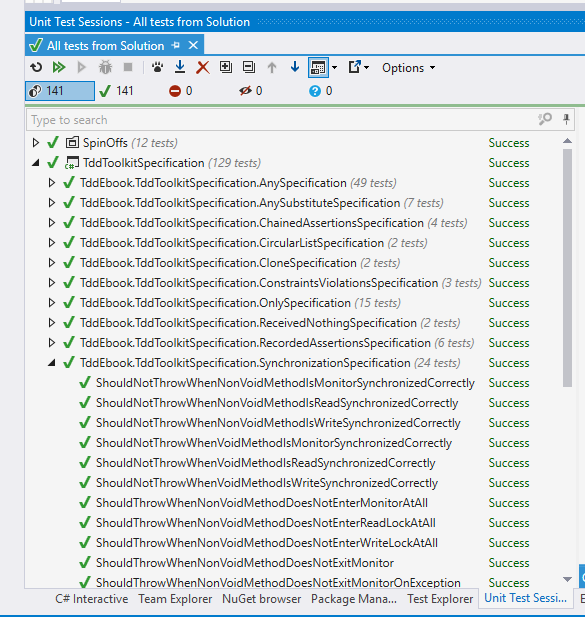 Unit Test Sessions - All tests from Solution
All tests from Solution
Options
141 141 0 0 0
Type to search
SpinOffs (12 tests) Success
TddToolkitSpecification (129 tests) Success
TddEbook.TddToolkitSpecification.AnySpecification (49 tests) Success
TddEbook.TddToolkitSpecification.AnySubstituteSpecification (7 tests) Success
TddEbook.TddToolkitSpecification.ChainedAssertionsSpecification (4 tests) Success
TddEbook.TddToolkitSpecification.CircularListSpecification (2 tests) Success
TddEbook.TddToolkitSpecification.CloneSpecification (2 tests) Success
TddEbook.TddToolkitSpecification.ConstraintsViolationsSpecification (3 tests) Success
TddEbook.TddToolkitSpecification.OnlySpecification (15 tests) Success
TddEbook.TddToolkitSpecification.ReceivedNothingSpecification (2 tests) Success
TddEbook.TddToolkitSpecification.RecordedAssertionsSpecification (6 tests) Success
TddEbook.TddToolkitSpecification.SynchronizationSpecification (24 tests) Success
ShouldNotThrowWhenNonVoidMethodIsMonitorSynchronizedCorrectly Success
ShouldNotThrowWhenNonVoidMethodIsReadSynchronizedCorrectly Success
ShouldNotThrowWhenNonVoidMethodIsWriteSynchronizedCorrectly Success
ShouldNotThrowWhenVoidMethodIsMonitorSynchronizedCorrectly Success
ShouldNotThrowWhenVoidMethodIsReadSynchronizedCorrectly Success
ShouldNotThrowWhenVoidMethodIsWriteSynchronizedCorrectly Success
ShouldThrowWhenNonVoidMethodDoesNotEnterMonitorAtAll Success
ShouldThrowWhenNonVoidMethodDoesNotEnterReadLockAtAll Success
ShouldThrowWhenNonVoidMethodDoesNotEnterWriteLockAtAll Success
ShouldThrowWhenNonVoidMethodDoesNotExitMonitor Success
ShouldThrowWhenNonVoidMethodDoesNotExitMonitorOnException Success
C# Interactive Team Explorer NuGet browser Package Mana... Test Explorer Unit Test Sessi...